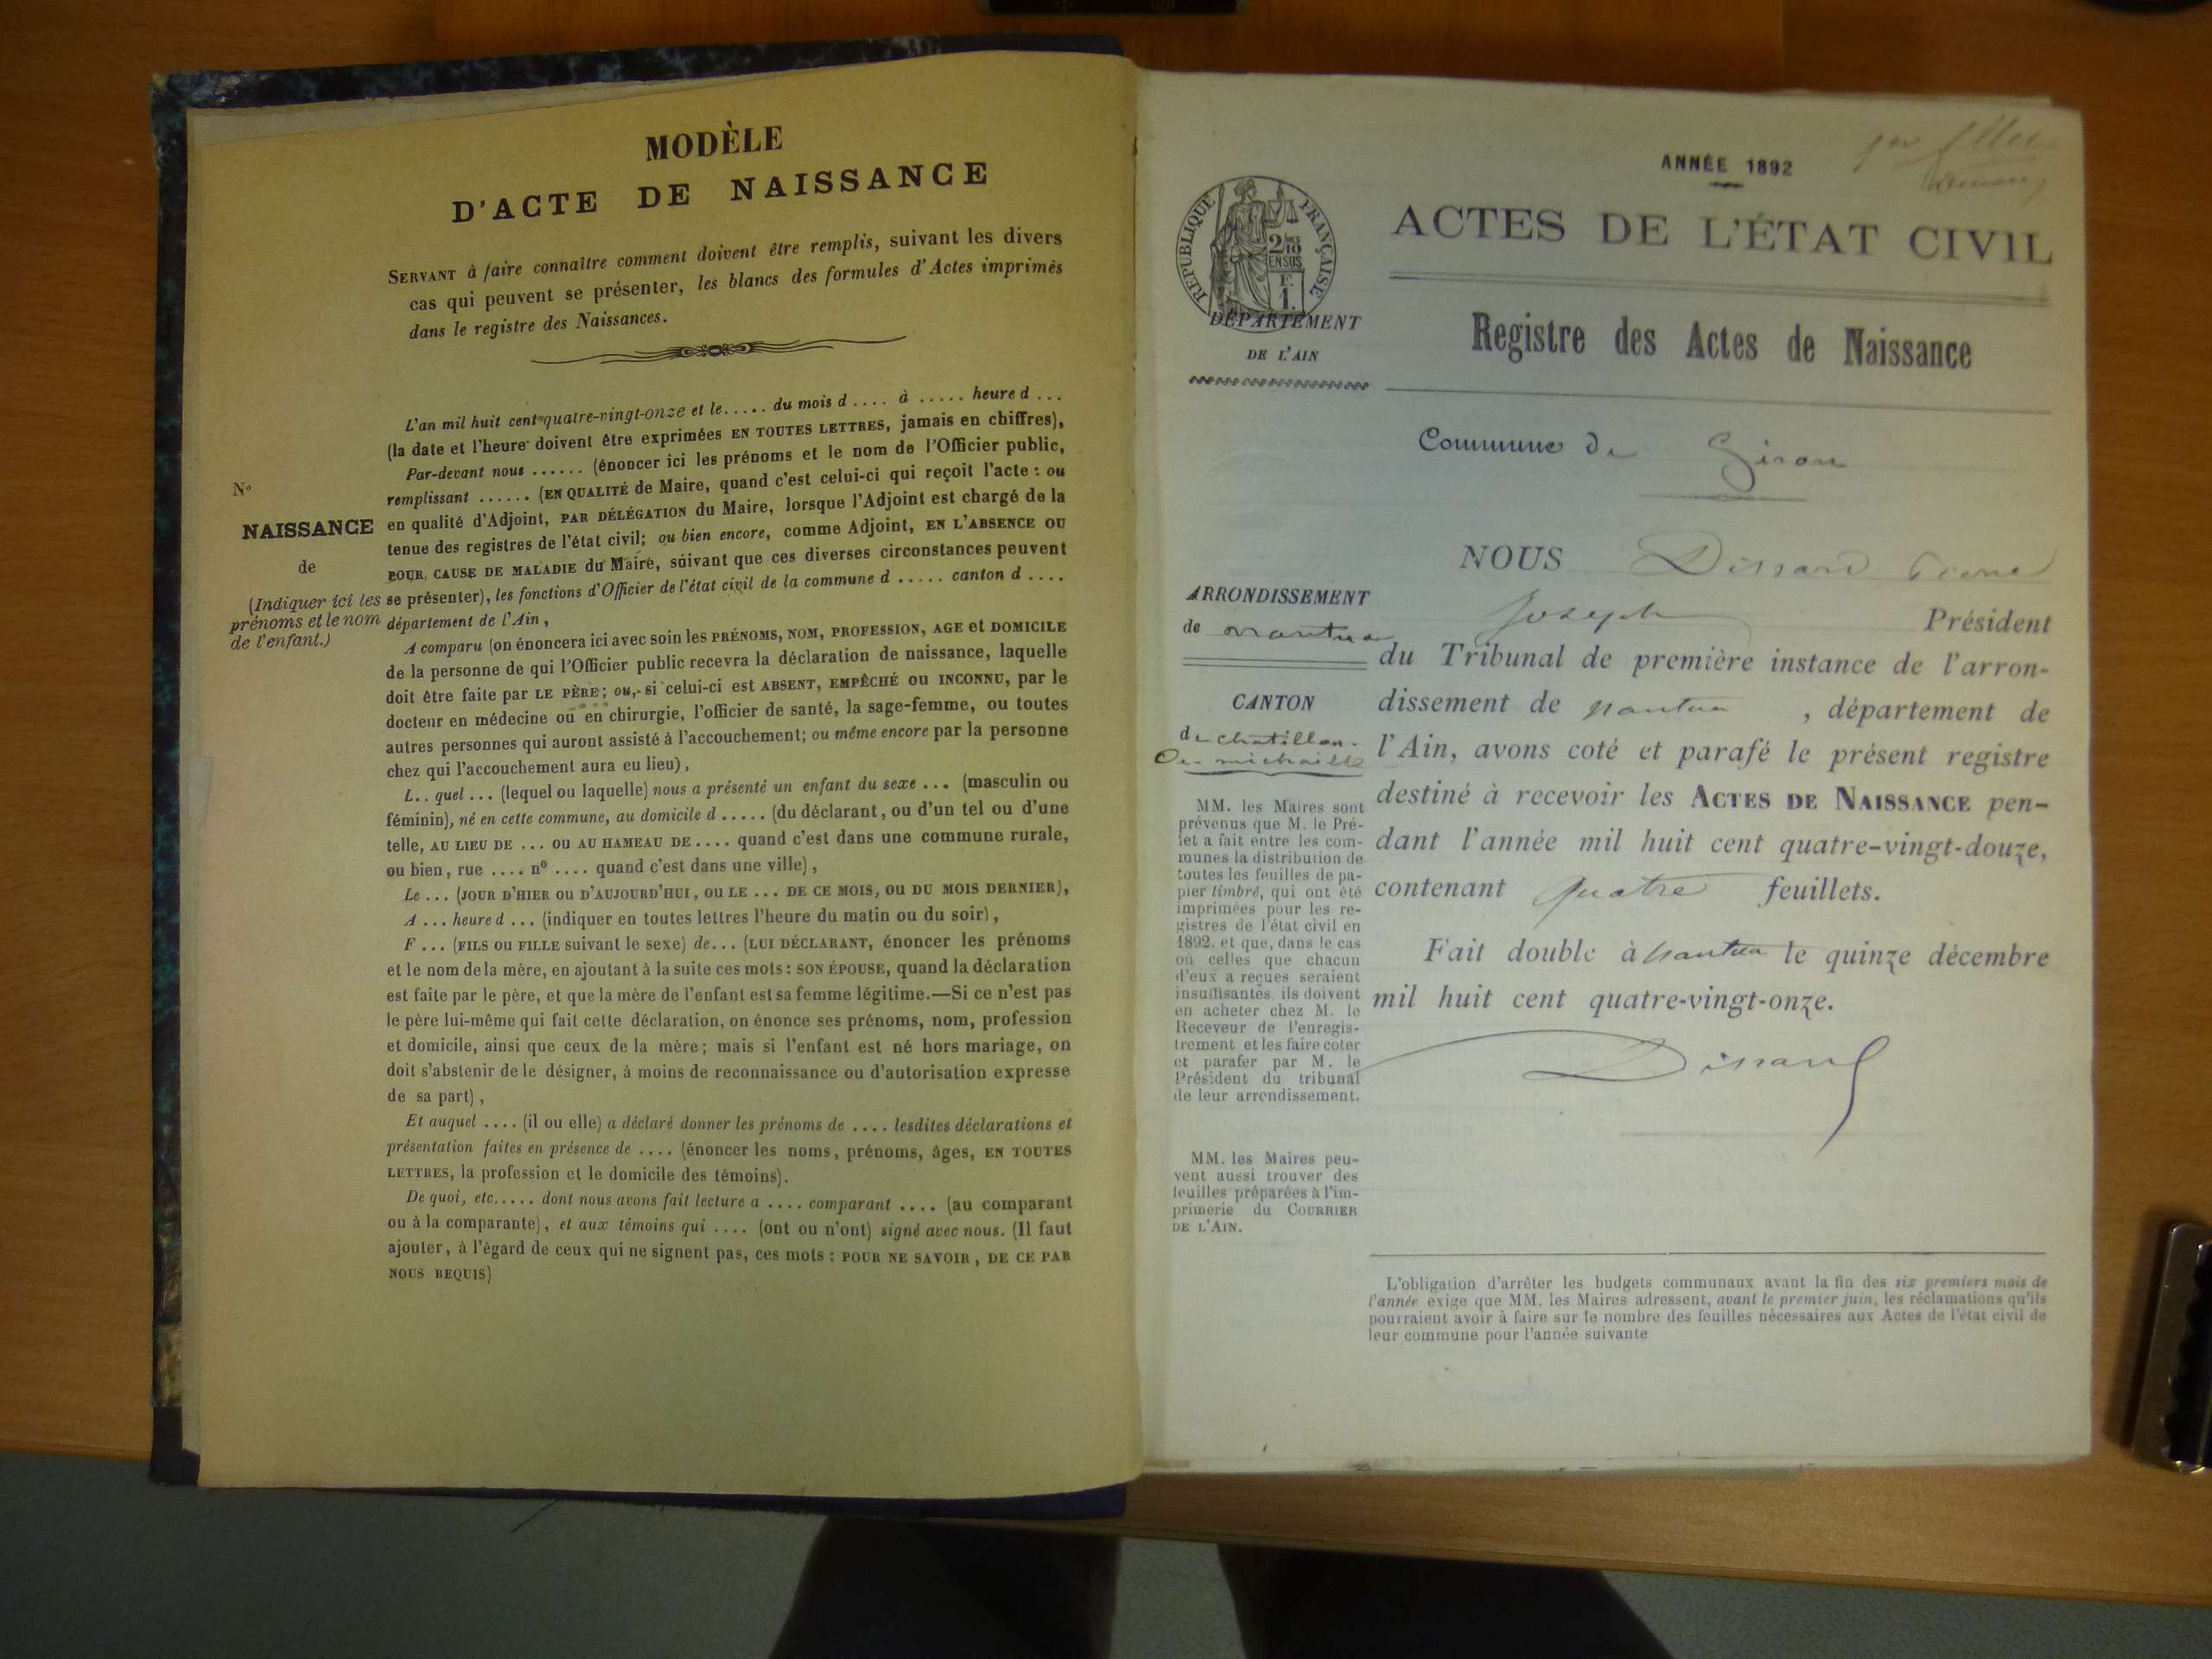 MODÈLE
D'ACTE DE NAISSANCE
SERVANT à faire connaître comment doivent être remplis, suivant les divers
cas qui peuvent se présenter, les blancs des formules d'Actes imprimés
dans le registre des Naissances.
L'an mil huit cent quatre-vingt-onze et le..... du mois d .... à ..... heure d ...
(la date et l'heure doivent être exprimées EN TOUTES LETTRES, jamais en chiffres),
Par-devant nous ...... (énoncer ici les prénoms et le nom de l'Officier public,
remplissant ...... (EN QUALITÉ de Maire, quand c'est celui-ci qui reçoit l'acte : ou
en qualité d'Adjoint, PAR DÉLÉGATION du Maire, lorsque l'Adjoint est chargé de la
tenue des registres de l'état civil; ou bien encore, comme Adjoint, EN L'ABSENCE OU
POUR CAUSE DE MALADIE du Maire, suivant que ces diverses circonstances peuvent
se présenter), les fonctions d'Officier de l'état civil de la commune d ..... canton d ....
département de l'Ain,
N°
NAISSANCE
de
(Indiquer ici les
prénoms et le nom
de l'enfant.)
A comparu (on énoncera ici avec soin les PRÉNOMS, NOM, PROFESSION, AGE et DOMICILE
de la personne de qui l'Officier public recevra la déclaration de naissance, laquelle
doit être faite par LE PÈRE; ou, si celui-ci est ABSENT, EMPÊCHÉ ou INCONNU, par le
docteur en médecine ou en chirurgie, l'officier de santé, la sage-femme, ou toutes
autres personnes qui auront assisté à l'accouchement; ou même encore par la personne
chez qui l'accouchement aura eu lieu),
L.. quel ... (lequel ou laquelle) nous a présenté un enfant du sexe ... (masculin ou
féminin), né en cette commune, au domicile d ..... (du déclarant, ou d'un tel ou d'une
telle, AU LIEU DE ... OU AU HAMEAU DE .... quand c'est dans une commune rurale,
ou bien, rue .... n° .... quand c'est dans une ville),
Le ... (JOUR D'HIER OU D'AUJOURD'HUI, OU LE ... DE CE MOIS, OU DU MOIS DERNIER),
A ... heure d ... (indiquer en toutes lettres l'heure du matin ou du soir),
F ... (FILS ou FILLE suivant le sexe) de... (LUI DÉCLARANT, énoncer les prénoms
et le nom de la mère, en ajoutant à la suite ces mots : SON ÉPOUSE, quand la déclaration
est faite par le père, et que la mère de l'enfant est sa femme légitime.—Si ce n'est pas
le père lui-même qui fait cette déclaration, on énonce ses prénoms, nom, profession
et domicile, ainsi que ceux de la mère; mais si l'enfant est né hors mariage, on
doit s'abstenir de le désigner, à moins de reconnaissance ou d'autorisation expresse
de sa part),
Et auquel .... (il ou elle) a déclaré donner les prénoms de .... lesdites déclarations et
présentation faites en présence de .... (énoncer les noms, prénoms, âges, EN TOUTES
LETTRES, la profession et le domicile des témoins).
De quoi, etc..... dont nous avons fait lecture a .... comparant .... (au comparant
ou à la comparante), et aux témoins qui .... (ont ou n'ont) signé avec nous. (Il faut
ajouter, à l'égard de ceux qui ne signent pas, ces mots : POUR NE SAVOIR, DE CE PAR
NOUS REQUIS)
ANNÉE 1892
RÉPUBLIQUE FRANÇAISE
2/10
EN SUS
F.
1.
ACTES DE L'ÉTAT CIVIL
Registre des Actes de Naissance
DÉPARTEMENT
DE L'AIN
Commune de Giron
ARRONDISSEMENT
de nantua
CANTON
de chatillon-
De michaille
MM. les Maires sont
prévenus que M. le Pré-
fet a fait entre les com-
munes la distribution de
toutes les feuilles de pa-
pier timbré, qui ont été
imprimées pour les re-
gistres de l'état civil en
1892, et que, dans le cas
où celles que chacun
d'eux a reçues seraient
insuffisantes, ils doivent
en acheter chez M. le
Receveur de l'enregis-
trement et les faire coter
et parafer par M. le
Président du tribunal
de leur arrondissement.
MM. les Maires peu-
vent aussi trouver des
feuilles préparées à l'im-
primerie du COURRIER
DE L'AIN.
NOUS Dissard
Joseph Président
du Tribunal de première instance de l'arron-
dissement de nantua , département de
l'Ain, avons coté et parafé le présent registre
destiné à recevoir les ACTES DE NAISSANCE pen-
dant l'année mil huit cent quatre-vingt-douze,
contenant quatre feuillets.
Fait double à nantua le quinze décembre
mil huit cent quatre-vingt-onze.
Dissard
L'obligation d'arrêter les budgets communaux avant la fin des six premiers mois de
l'année exige que MM. les Maires adressent, avant le premier juin, les réclamations qu'ils
pourraient avoir à faire sur le nombre des feuilles nécessaires aux Actes de l'état civil de
leur commune pour l'année suivante